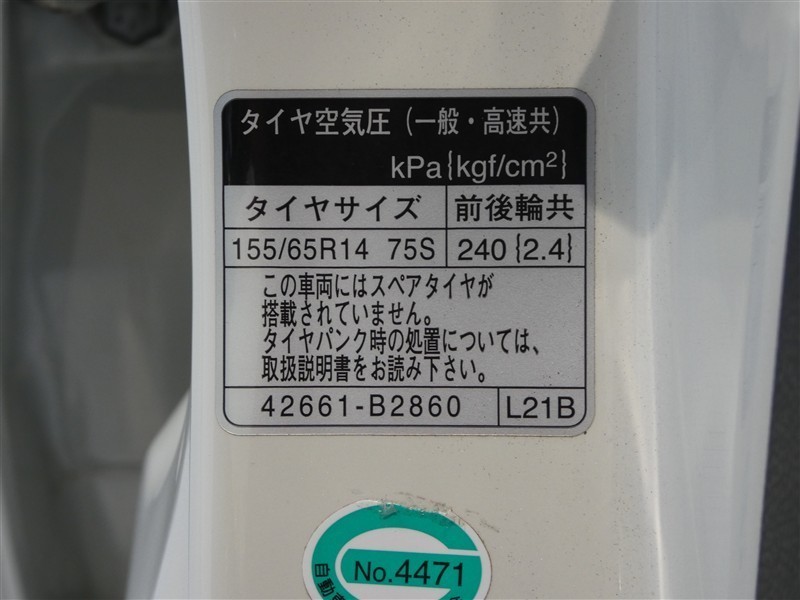 タイヤ空気圧(一般・高速共)
kPa{kgf/cm²}
タイヤサイズ 前後輪共
155/65R14 75S 240{2.4}
この車両にはスペアタイヤが
搭載されていません。
タイヤパンク時の処置については、
取扱説明書をお読み下さい。
42661-B2860 L21B
No.4471
自動車